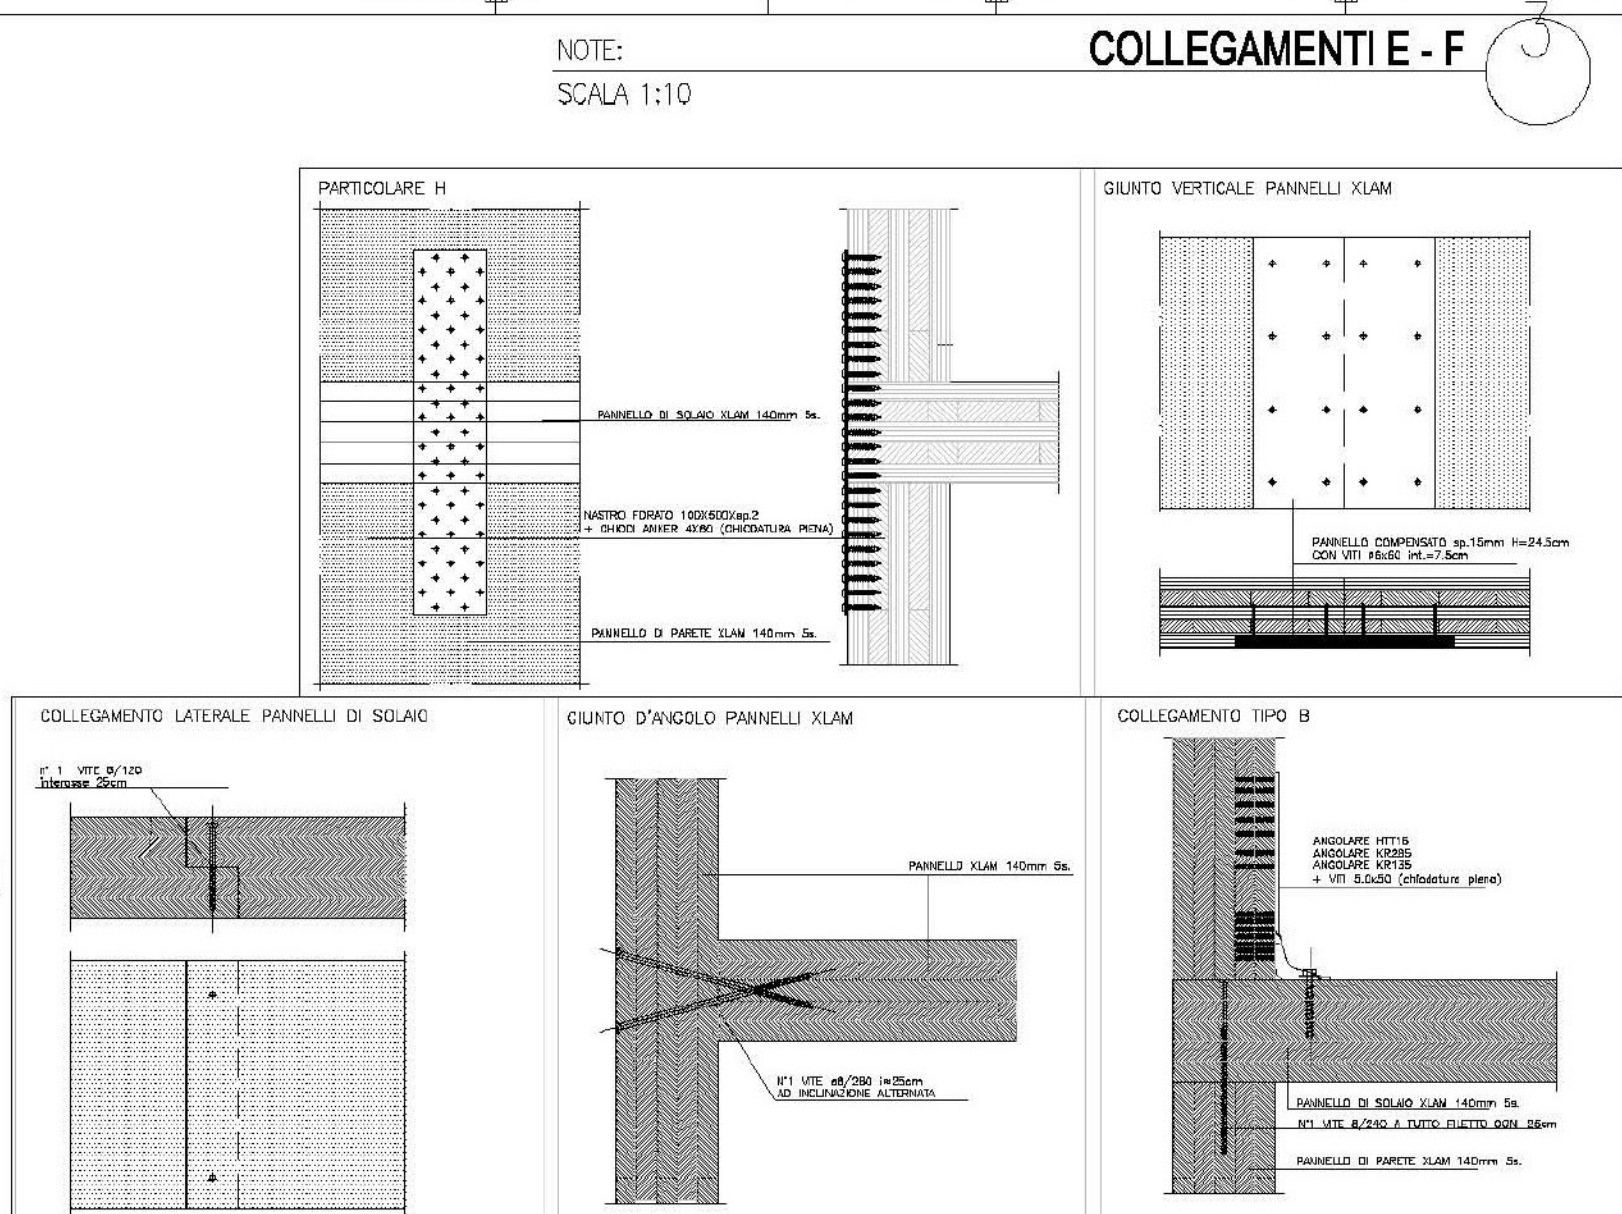 COLLEGAMENTI E - F
3
NOTE:
SCALA 1:10
PARTICOLARE H
PANNELLO DI SOLAIO XLAM 140mm 5s.
NASTRO FORATO 100X500Xsp.2
+ CHIODI ANKER 4X60 (CHIODATURA PIENA)
PANNELLO DI PARETE XLAM 140mm 5s.
GIUNTO VERTICALE PANNELLI XLAM
PANNELLO COMPENSATO sp.15mm H=24.5cm
CON VITI ø6x60 int.=7.5cm
COLLEGAMENTO LATERALE PANNELLI DI SOLAIO
n° 1 VITE 8/120
interasse 25cm
GIUNTO D'ANGOLO PANNELLI XLAM
PANNELLO XLAM 140mm 5s.
N°1 VITE ø8/280 i=25cm
AD INCLINAZIONE ALTERNATA
COLLEGAMENTO TIPO B
ANGOLARE HTT16
ANGOLARE KR285
ANGOLARE KR135
+ VITI 5.0x50 (chiodatura piena)
PANNELLO DI SOLAIO XLAM 140mm 5s.
N°1 VITE 8/240 A TUTTO FILETTO OGNI 25cm
PANNELLO DI PARETE XLAM 140mm 5s.